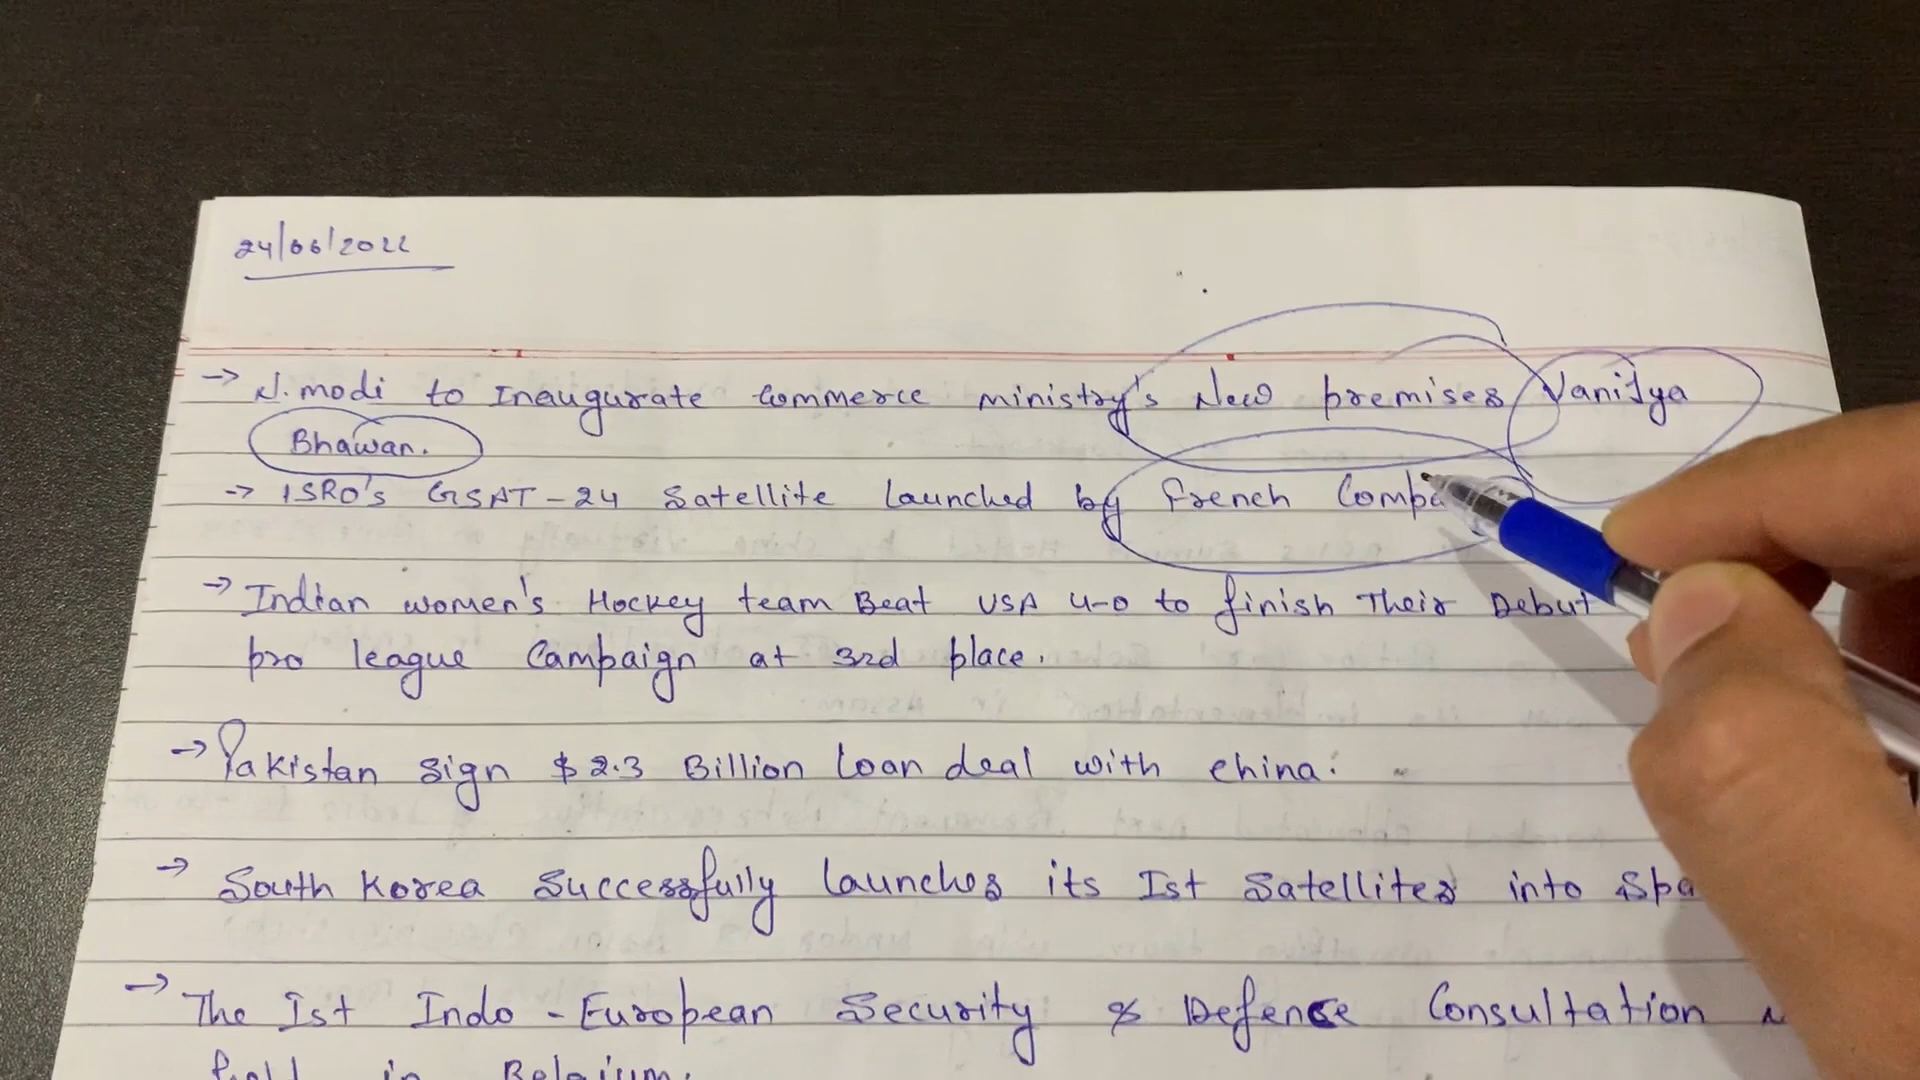 24/06/2022
→ N. modi to Inaugurate Commerce ministry's New premises Vanijya
Bhawan.
→ ISRO's GSAT-24 Satellite Launched by French
→ Indian women's Hockey team Beat USA 4-0 to finish Their Debut
pro league Campaign at 3rd place.
→ Pakistan sign $2.3 Billion loan deal with china.
→ South Korea Successfully launches its Ist Satellites into
→ The Ist Indo-European Security & Defence Consultation
in Belgium.